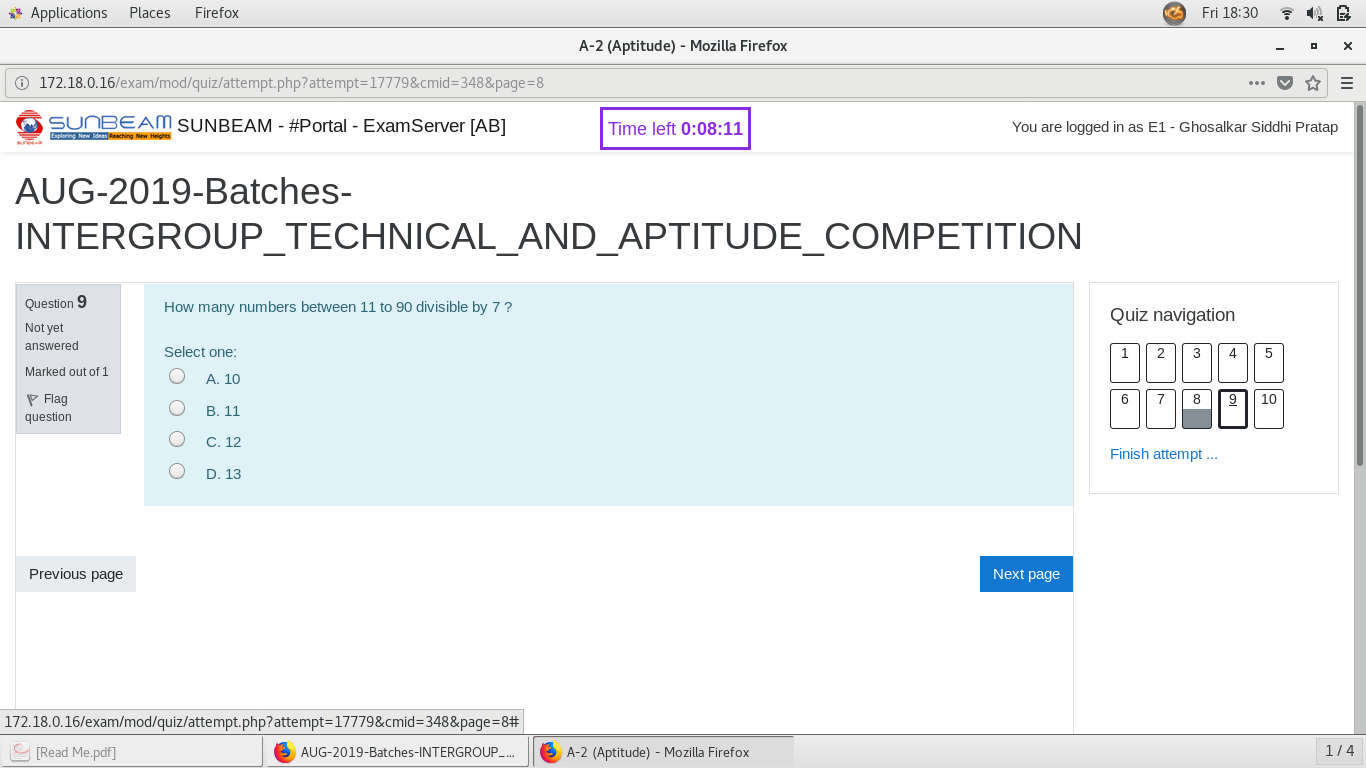 Applications Places Firefox Fri 18:30
A-2 (Aptitude) - Mozilla Firefox
172.18.0.16/exam/mod/quiz/attempt.php?attempt=17779&cmid=348&page=8
SUNBEAM
Exploring New Ideas Reaching New Heights
SUNBEAM
SUNBEAM - #Portal - ExamServer [AB]
Time left 0:08:11
You are logged in as E1 - Ghosalkar Siddhi Pratap
AUG-2019-Batches-
INTERGROUP_TECHNICAL_AND_APTITUDE_COMPETITION
Question 9
Not yet
answered
Marked out of 1
Flag
question
How many numbers between 11 to 90 divisible by 7 ?
Select one:
A. 10
B. 11
C. 12
D. 13
Previous page
Next page
Quiz navigation
1 2 3 4 5
6 7 8 9 10
Finish attempt ...
172.18.0.16/exam/mod/quiz/attempt.php?attempt=17779&cmid=348&page=8#
[Read Me.pdf]
AUG-2019-Batches-INTERGROUP_...
A-2 (Aptitude) - Mozilla Firefox
1 / 4